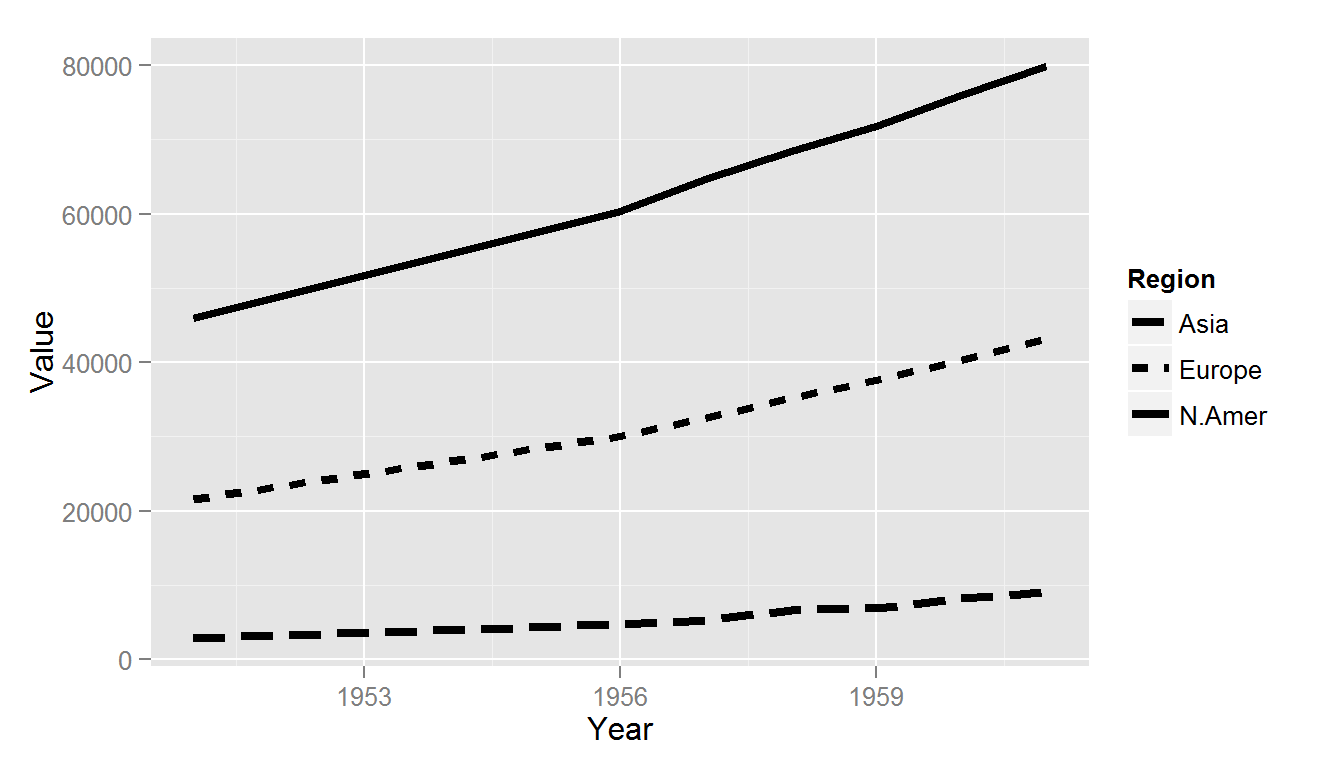 80000
60000
40000
20000
0
Value
1953
1956
1959
Year
Region
Asia
Europe
N.Amer